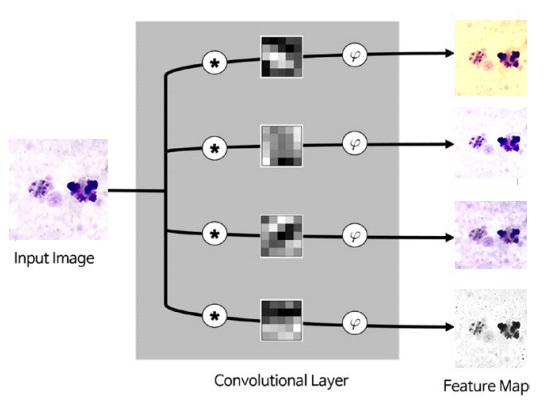 * φ
* φ
* φ
* φ
Input Image
Convolutional Layer
Feature Map